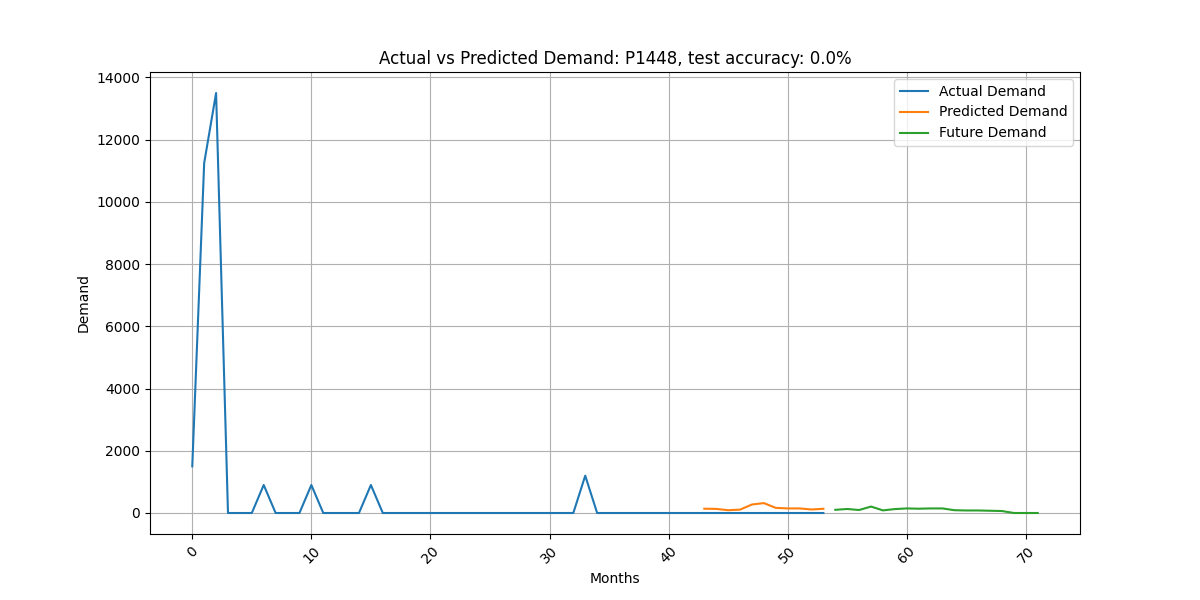 Actual vs Predicted Demand: P1448, test accuracy: 0.0%
14000
12000
10000
8000
6000
4000
2000
0
Demand
Actual Demand
Predicted Demand
Future Demand
0
10
20
30
40
50
60
70
Months